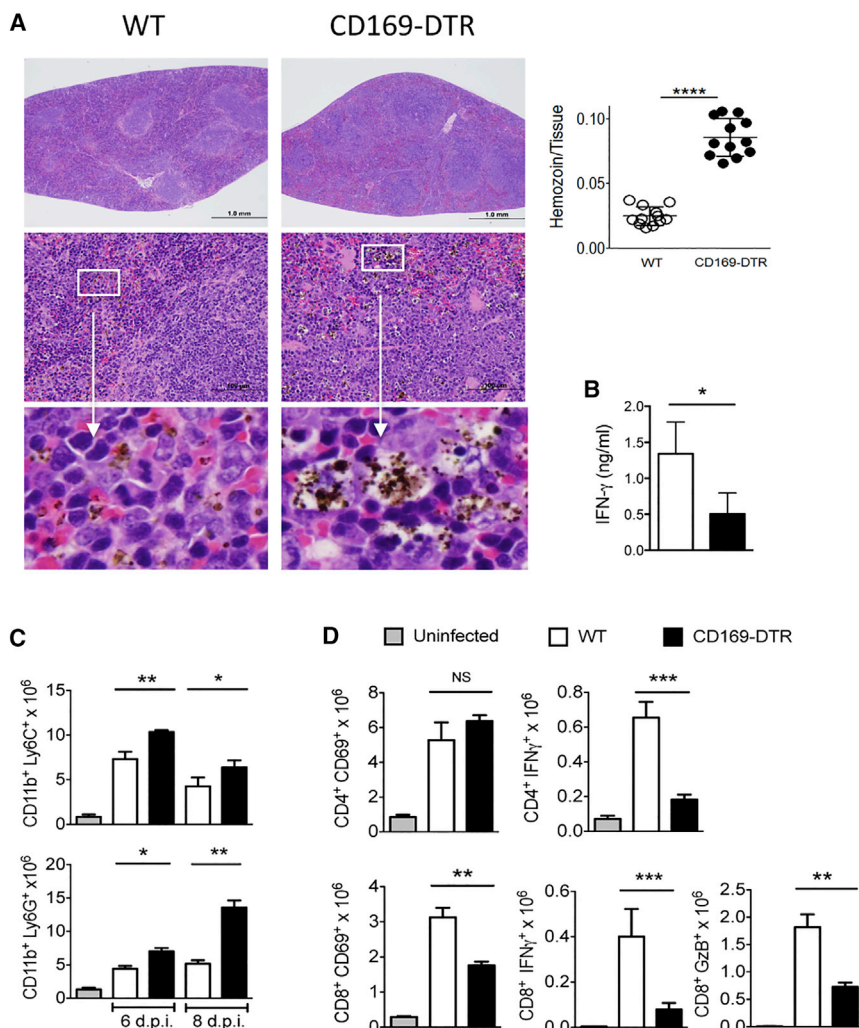 A
WT
CD169-DTR
1.0 mm
1.0 mm
Hemozoin/Tissue
0.10
0.05
0.00
WT
CD169-DTR
****
100 µm
B
IFN-γ (ng/ml)
2.0
1.5
1.0
0.5
0.0
*
C
CD11b⁺ Ly6C⁺ x 10⁶
15
10
5
0
**
*
CD11b⁺ Ly6G⁺ x10⁶
20
15
10
5
0
*
**
6 d.p.i.
8 d.p.i.
D
Uninfected
WT
CD169-DTR
CD4⁺ CD69⁺ x 10⁶
8
6
4
2
0
NS
CD4⁺ IFNγ⁺ x 10⁶
0.8
0.6
0.4
0.2
0.0
***
CD8⁺ CD69⁺ x 10⁶
4
3
2
1
0
**
CD8⁺ IFNγ⁺ x 10⁶
0.6
0.4
0.2
0.0
***
CD8⁺ GzB⁺ x 10⁶
2.5
2.0
1.5
1.0
0.5
0.0
**